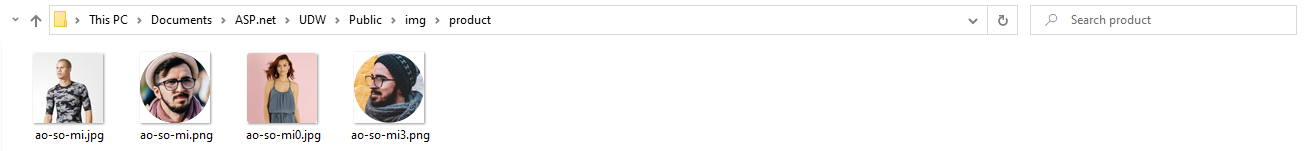 This PC > Documents > ASP.net > UDW > Public > img > product
Search product
ao-so-mi.jpg
ao-so-mi.png
ao-so-mi0.jpg
ao-so-mi3.png